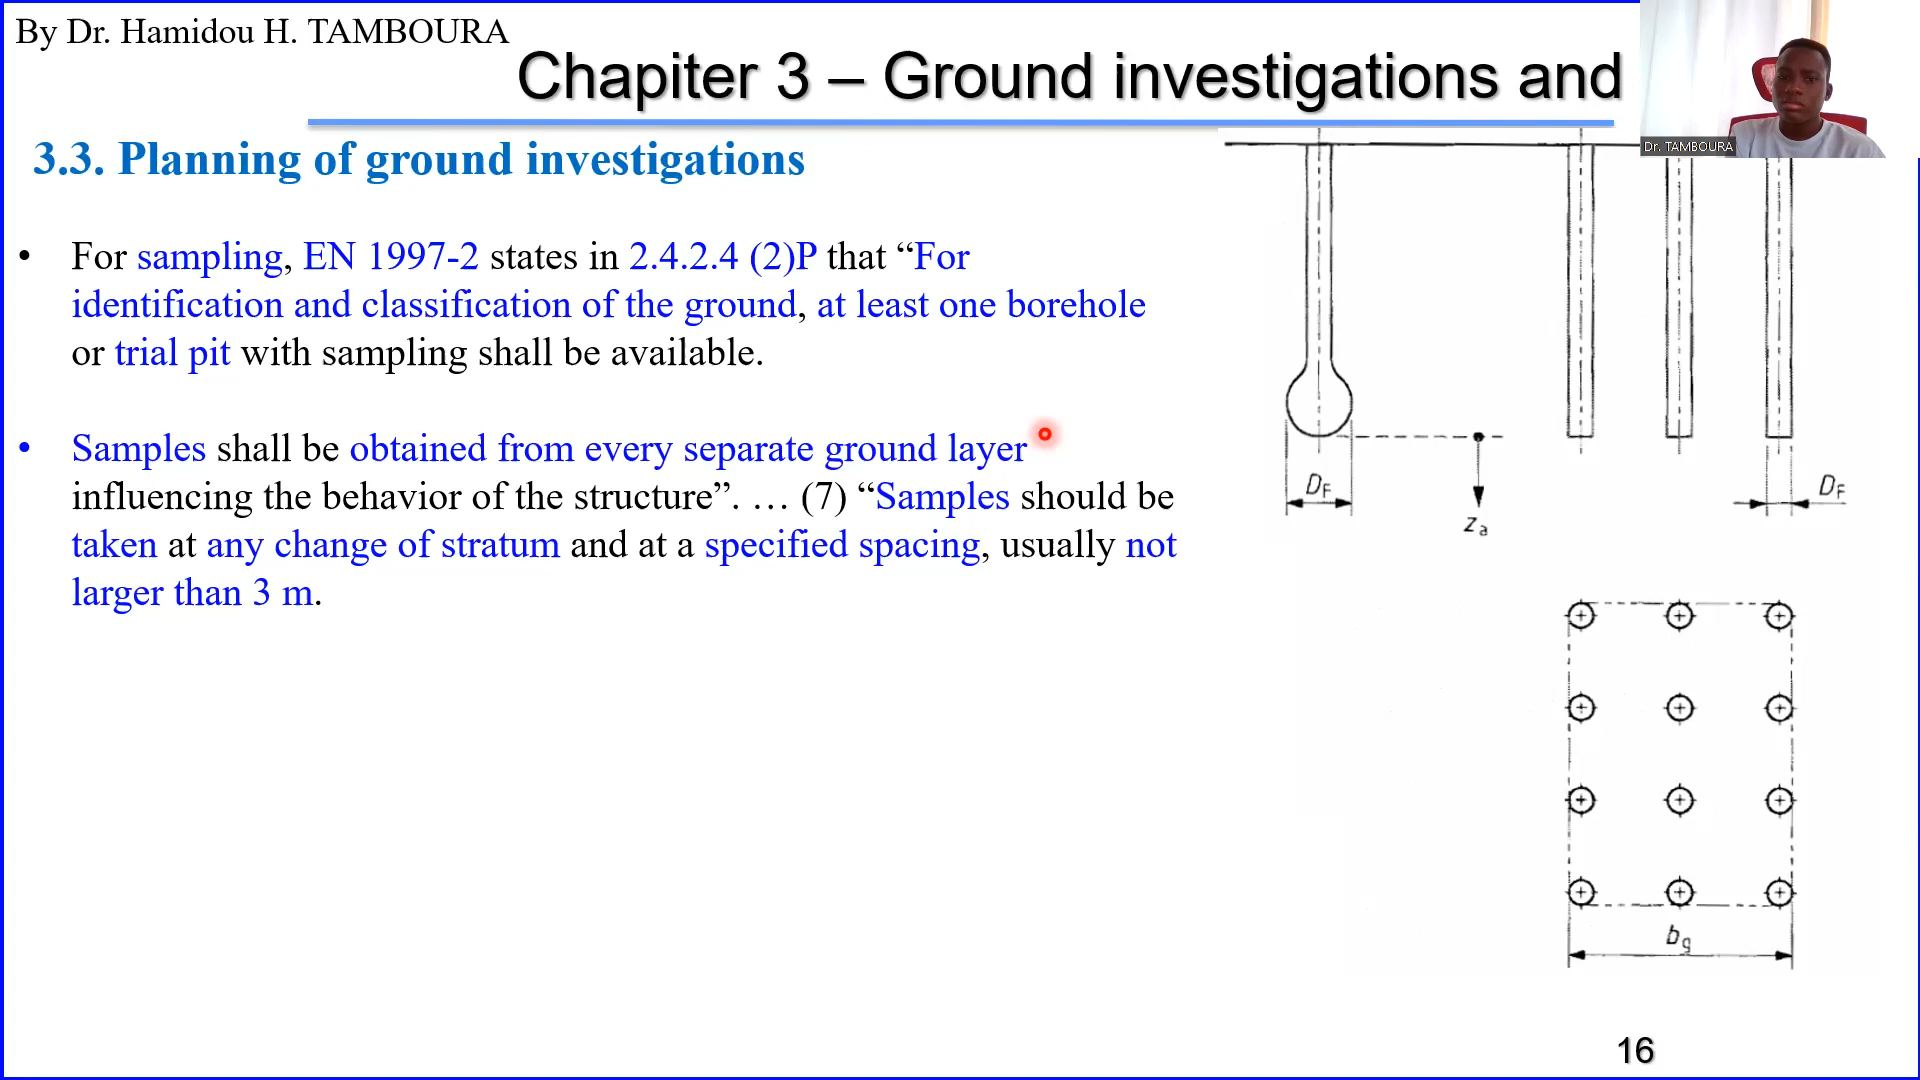 By Dr. Hamidou H. TAMBOURA
Chapiter 3 – Ground investigations and
Dr. TAMBOURA
3.3. Planning of ground investigations
• For sampling, EN 1997-2 states in 2.4.2.4 (2)P that “For
identification and classification of the ground, at least one borehole
or trial pit with sampling shall be available.
• Samples shall be obtained from every separate ground layer
influencing the behavior of the structure”. … (7) “Samples should be
taken at any change of stratum and at a specified spacing, usually not
larger than 3 m.
DF
za
DF
bg
16